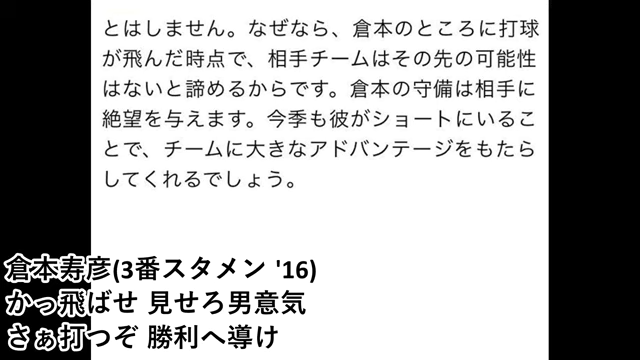 とはしません。なぜなら、倉本のところに打球
が飛んだ時点で、相手チームはその先の可能性
はないと諦めるからです。倉本の守備は相手に
絶望を与えます。今季も彼がショートにいるこ
とで、チームに大きなアドバンテージをもたら
してくれるでしょう。
倉本寿彦(3番スタメン '16)
かっ飛ばせ 見せろ男意気
さぁ打つぞ 勝利へ導け